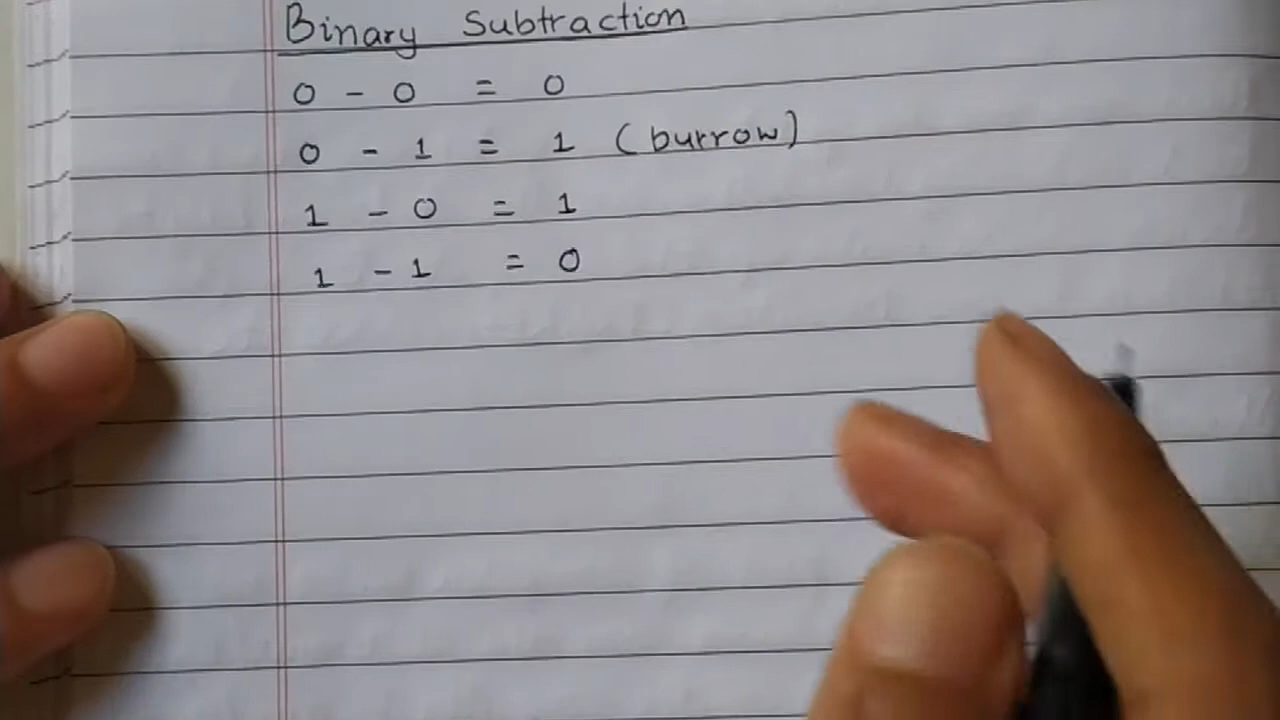 Binary Subtraction
0 - 0 = 0
0 - 1 = 1 (burrow)
1 - 0 = 1
1 - 1 = 0